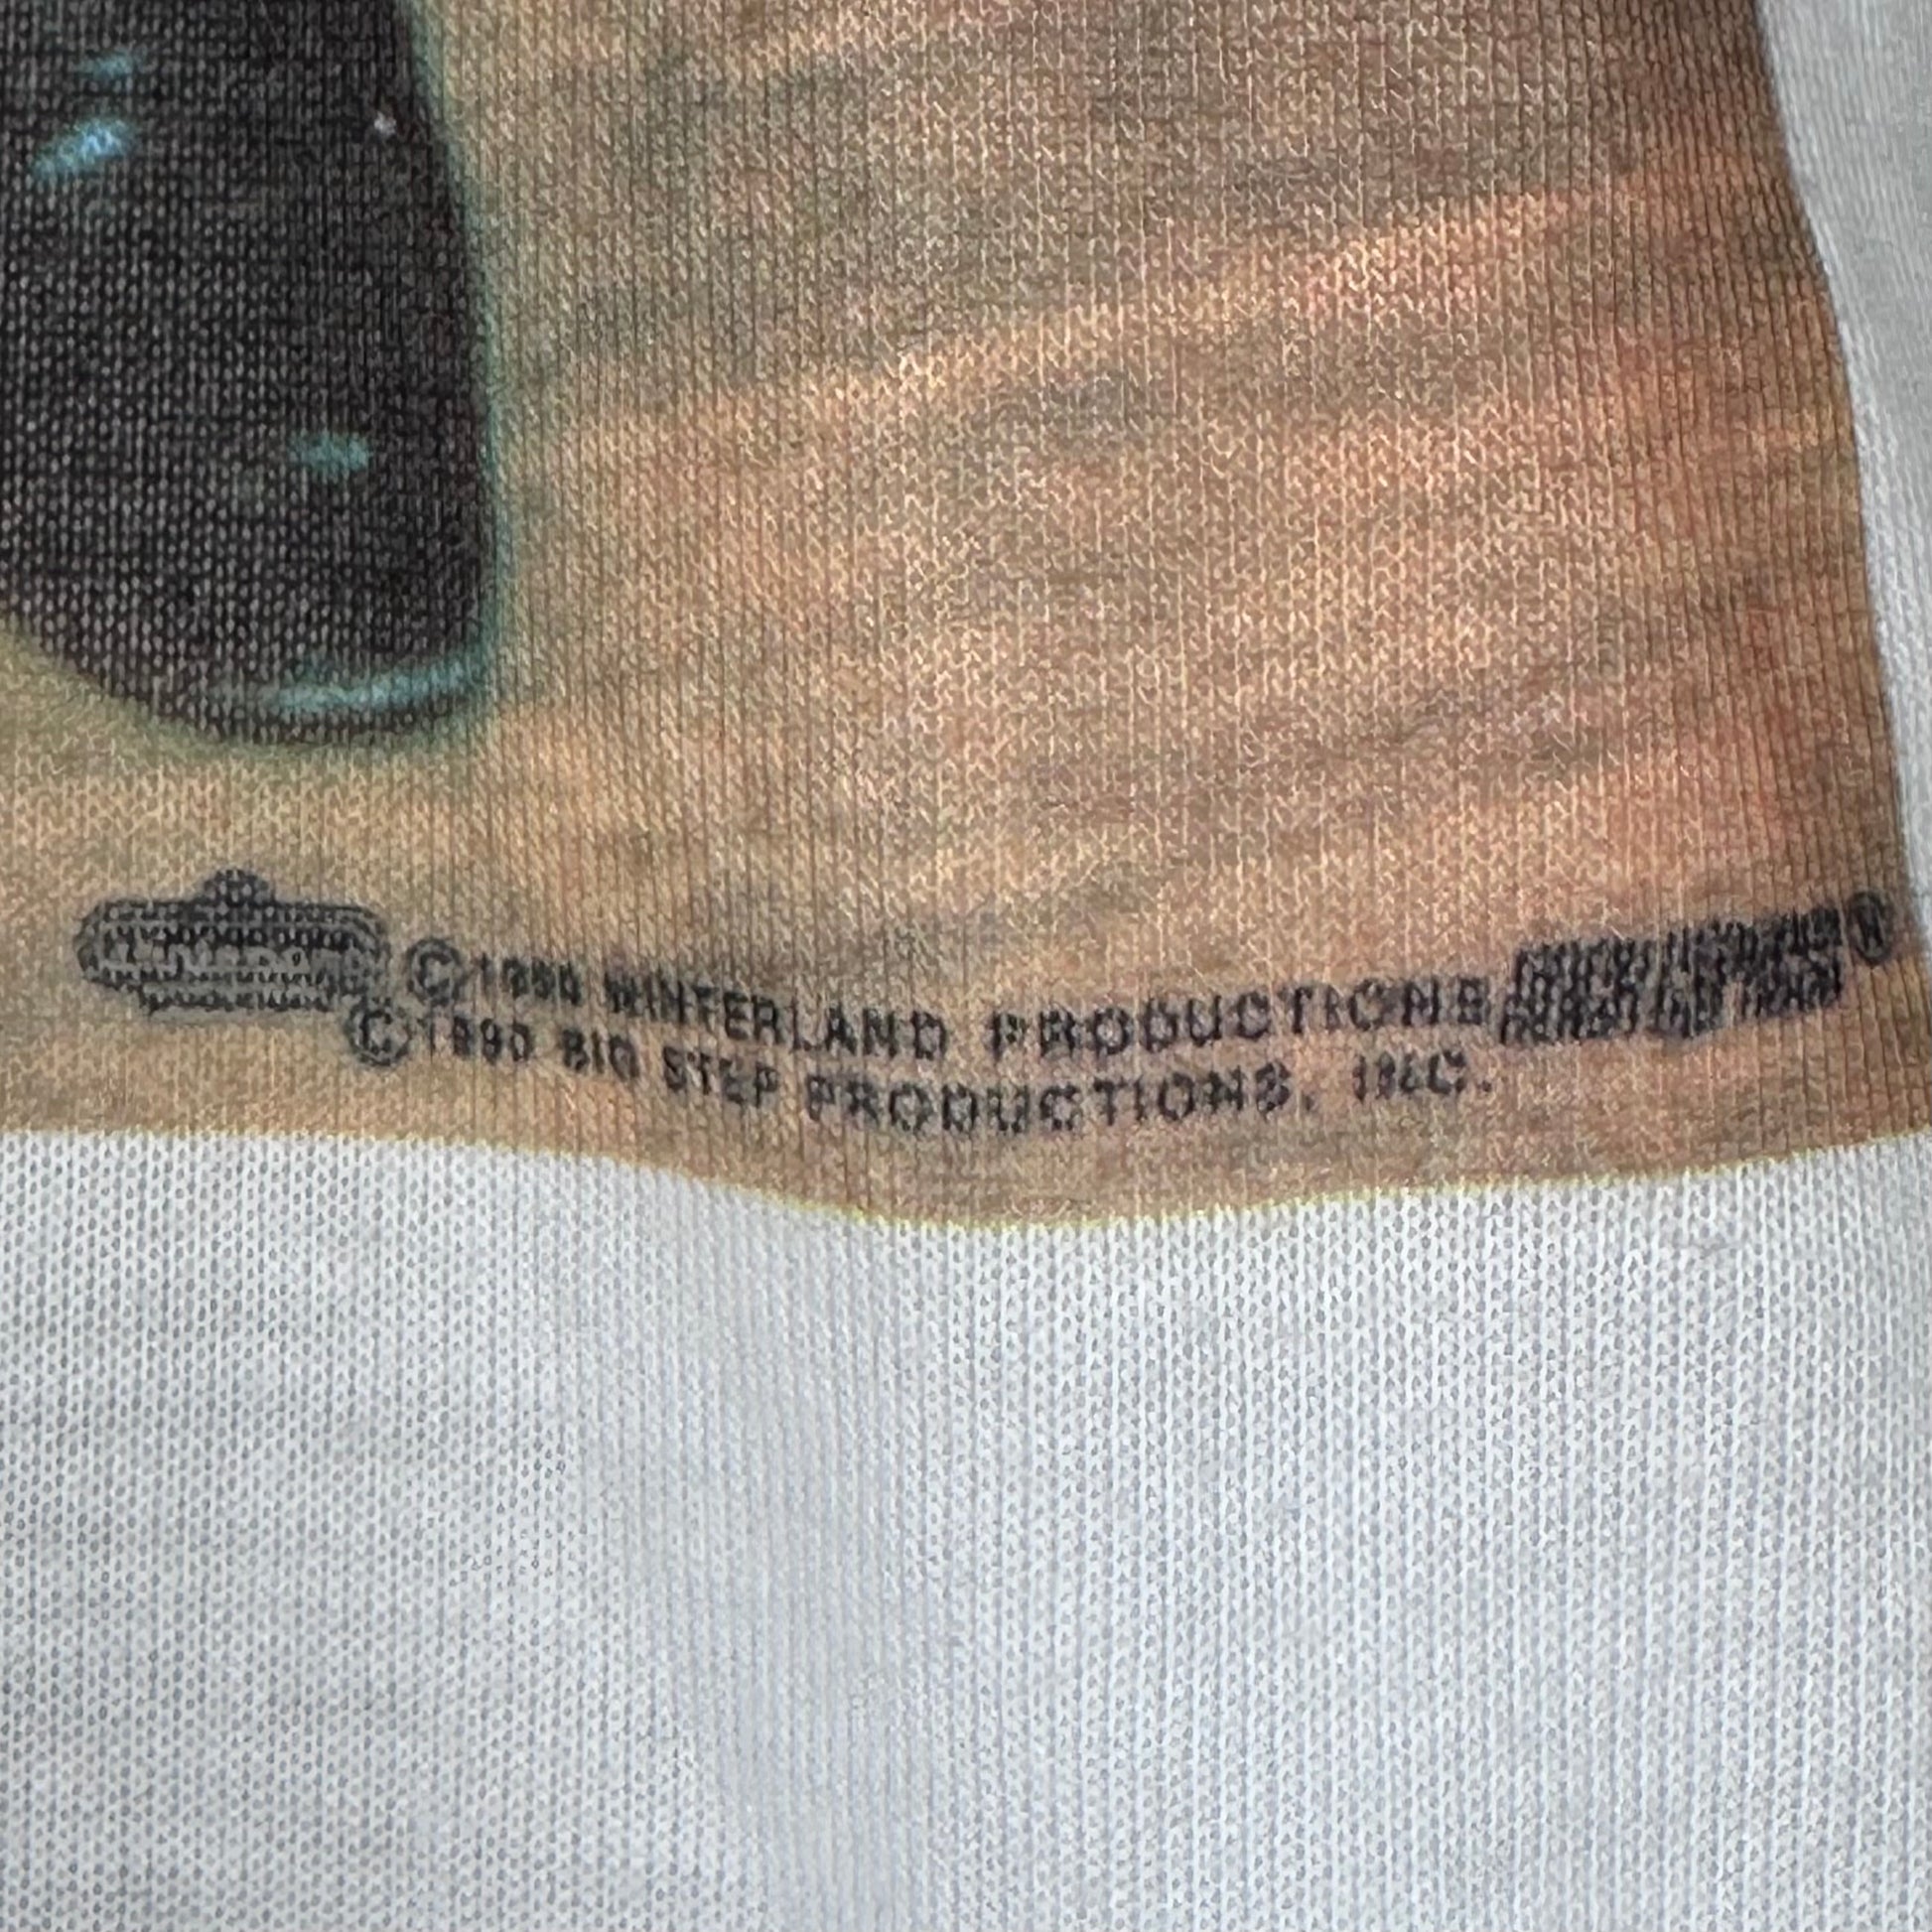 ©1990 WINTERLAND PRODUCTIONS
©1990 BIG STEP PRODUCTIONS, INC.